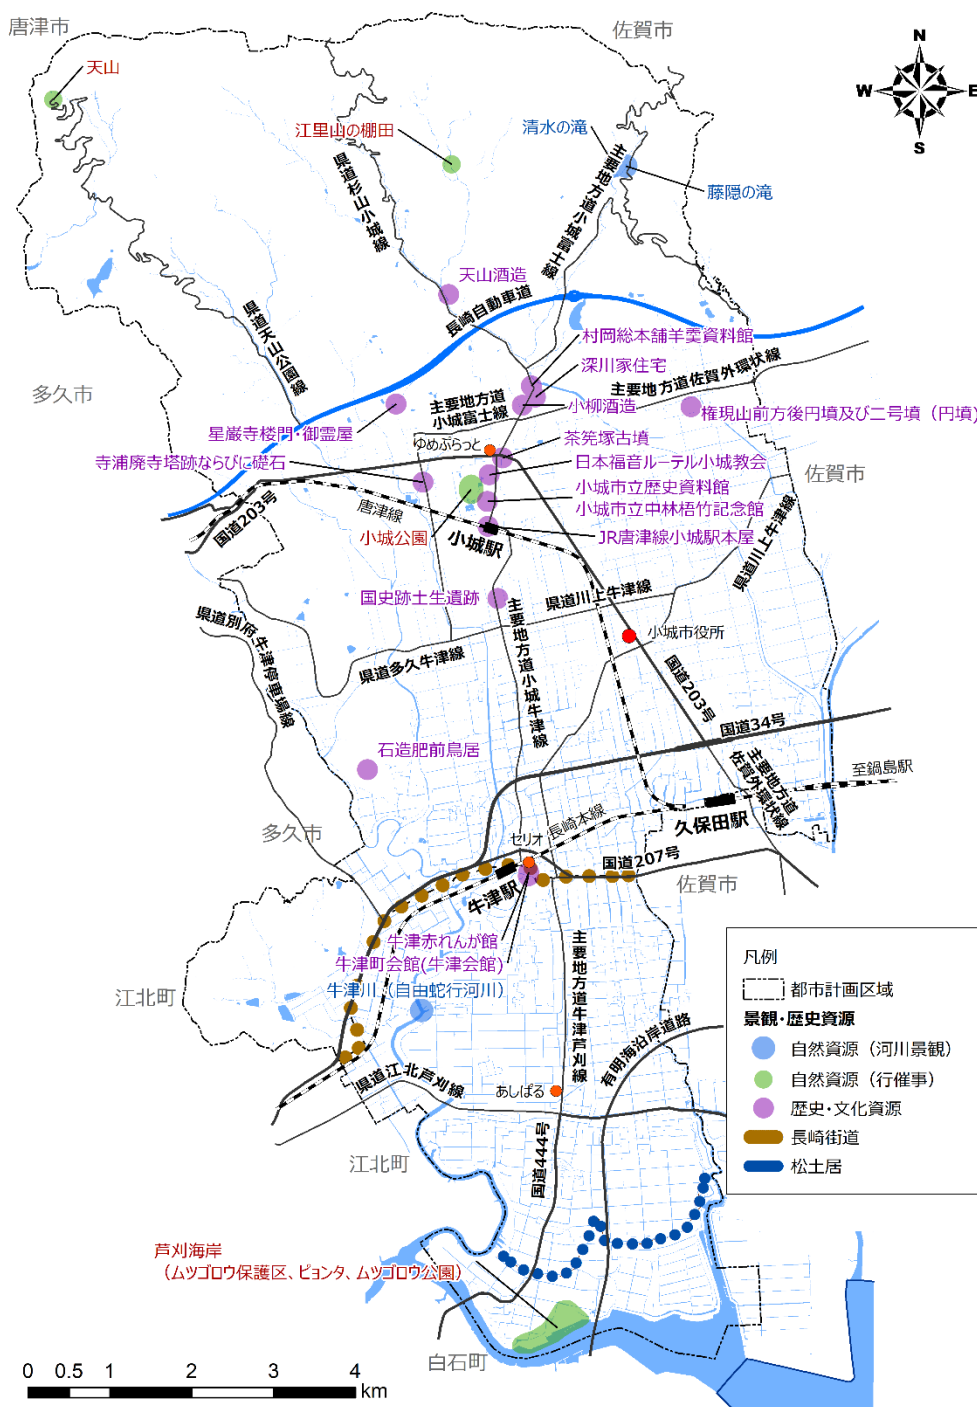 唐津市
佐賀市
N
W
E
S
天山
江里山の棚田
清水の滝
藤隠の滝
県道杉山小城線
主要地方道小城富士線
天山酒造
長崎自動車道
県道天山公園線
村岡総本舗羊羹資料館
深川家住宅
主要地方道佐賀外環状線
多久市
主要地方道
小城富士線
小柳酒造
権現山前方後円墳及び二号墳（円墳）
星巌寺楼門・御霊屋
ゆめぷらっと
茶筅塚古墳
寺浦廃寺塔跡ならびに礎石
日本福音ルーテル小城教会
佐賀市
小城市立歴史資料館
小城市立中林梧竹記念館
国道203号
唐津線
小城公園
小城駅
JR唐津線小城駅本屋
県道川上牛津線
国史跡土生遺跡
県道川上牛津線
県道別府牛津停車場線
主要地方道小城牛津線
小城市役所
県道多久牛津線
国道203号
国道34号
石造肥前鳥居
主要地方道
佐賀外環状線
至鍋島駅
多久市
セリオ
長崎本線
久保田駅
国道207号
牛津駅
佐賀市
牛津赤れんが館
牛津町会館(牛津会館)
牛津川（自由蛇行河川）
江北町
主要地方道牛津芦刈線
有明海沿岸道路
県道江北芦刈線
あしぱる
江北町
国道444号
芦刈海岸
（ムツゴロウ保護区、ピョンタ、ムツゴロウ公園）
白石町
凡例
都市計画区域
景観・歴史資源
自然資源（河川景観）
自然資源（行催事）
歴史・文化資源
長崎街道
松土居
0 0.5 1 2 3 4
km